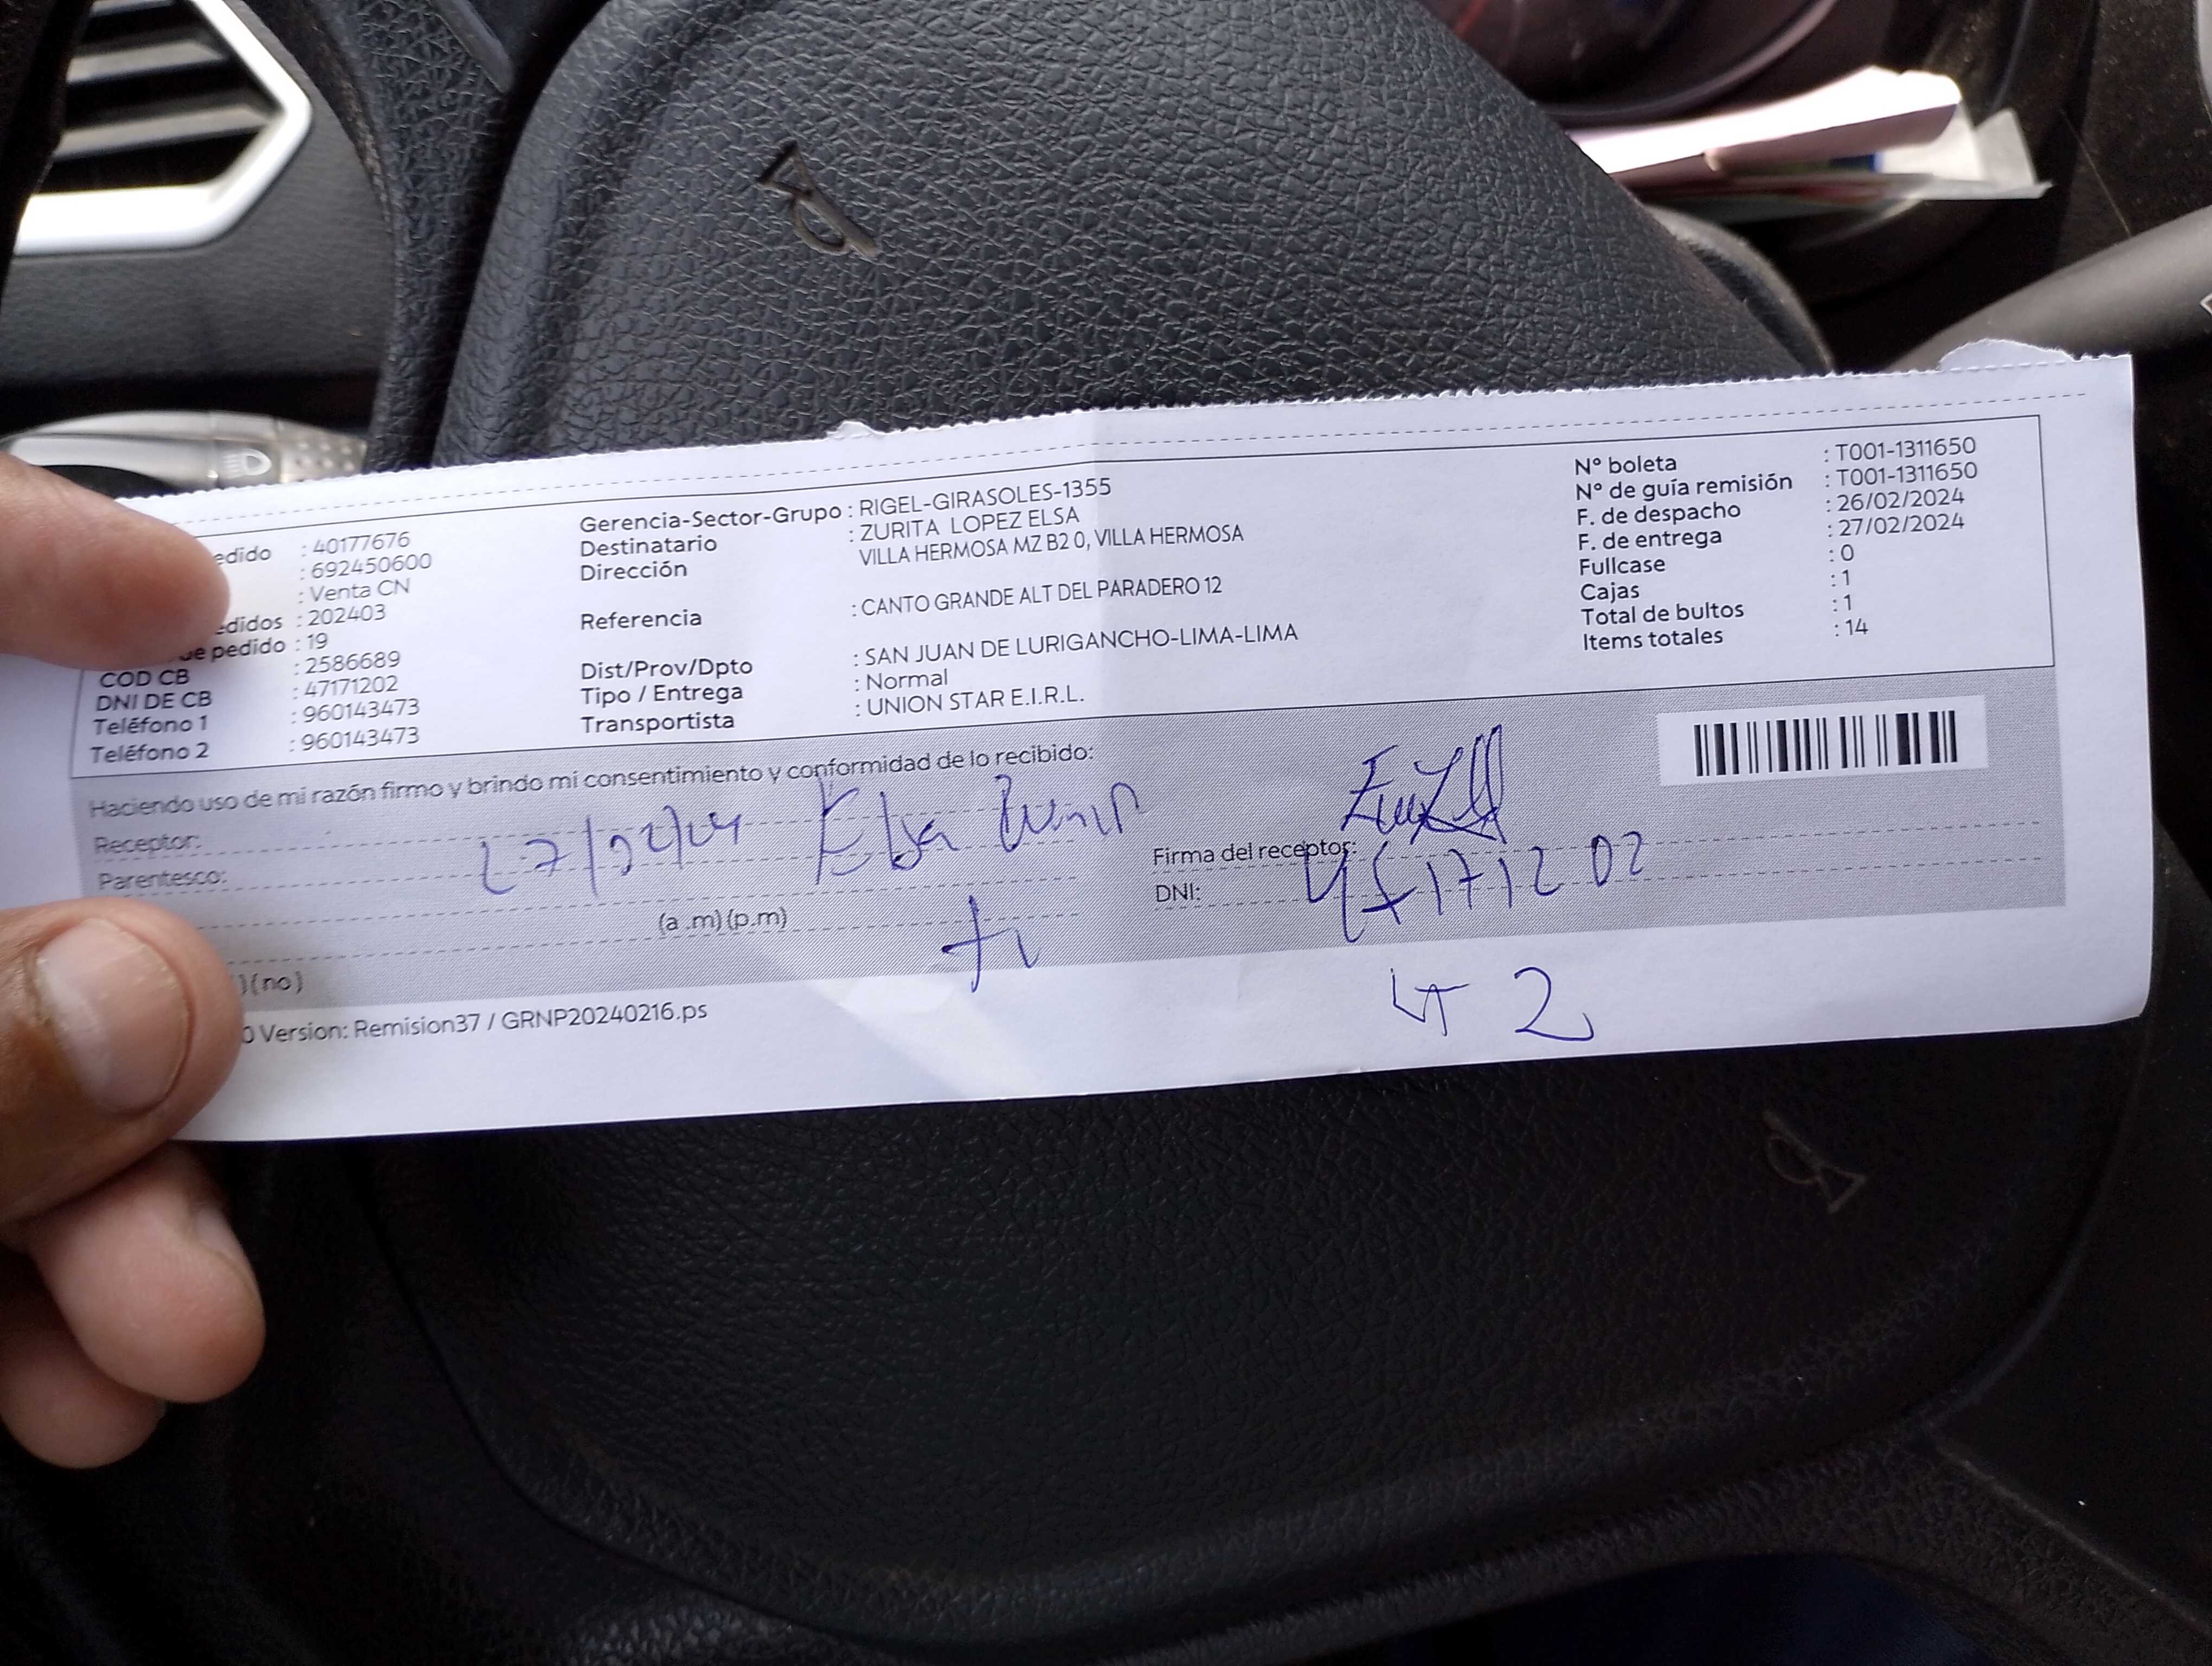 edido : 40177676
: 692450600
: Venta CN
edidos : 202403
de pedido : 19
COD CB : 2586689
DNI DE CB : 47171202
Teléfono 1 : 960143473
Teléfono 2 : 960143473
Gerencia-Sector-Grupo : RIGEL-GIRASOLES-1355
Destinatario : ZURITA LOPEZ ELSA
Dirección VILLA HERMOSA MZ B2 0, VILLA HERMOSA
Referencia : CANTO GRANDE ALT DEL PARADERO 12
Dist/Prov/Dpto : SAN JUAN DE LURIGANCHO-LIMA-LIMA
Tipo / Entrega : Normal
Transportista : UNION STAR E.I.R.L.
N° boleta : T001-1311650
N° de guía remisión : T001-1311650
F. de despacho : 26/02/2024
F. de entrega : 27/02/2024
Fullcase : 0
Cajas : 1
Total de bultos : 1
Items totales : 14
Haciendo uso de mi razón firmo y brindo mi consentimiento y conformidad de lo recibido:
Receptor: 27/02/24 Elsa
Parentesco:
(a .m) (p.m)
Firma del receptor:
DNI: 47171202
)(no)
2
0 Version: Remision37 / GRNP20240216.ps